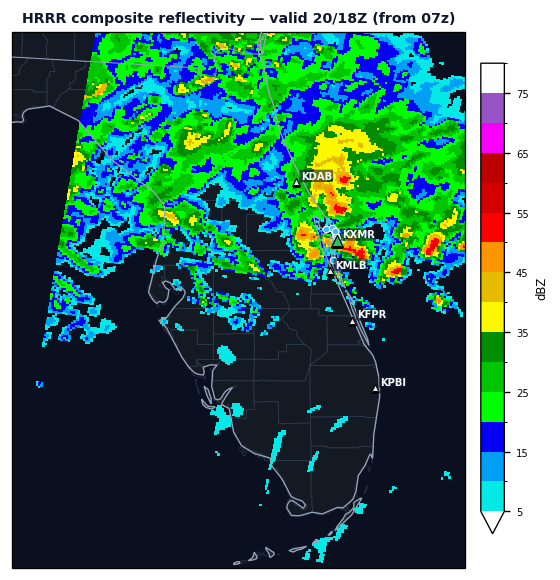 HRRR composite reflectivity — valid 20/18Z (from 07z)
KDAB
KXMR
KMLB
KFPR
KPBI
75
65
55
45
35
25
15
5
dBZ